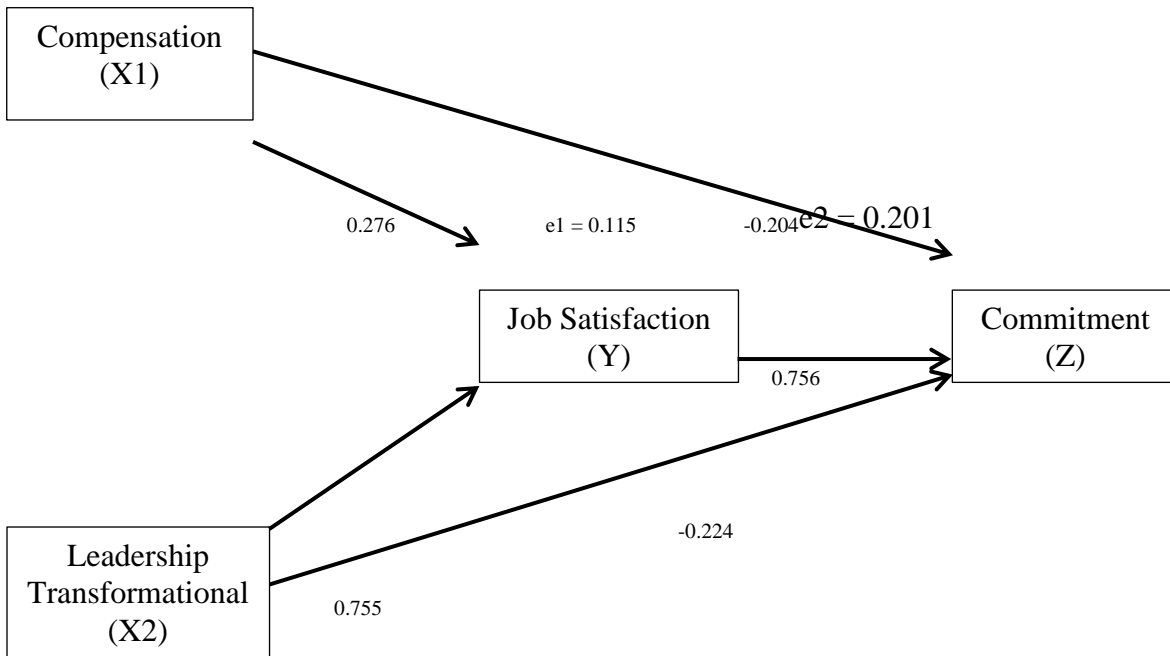 Compensation
(X1)
0.276
e1 = 0.115
-0.204
e2 = 0.201
Job Satisfaction
(Y)
Commitment
(Z)
0.756
-0.224
Leadership
Transformational
(X2)
0.755